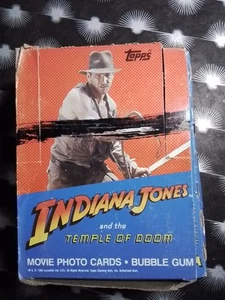 topps
INDIANA JONES
and the
TEMPLE OF DOOM
MOVIE PHOTO CARDS • BUBBLE GUM